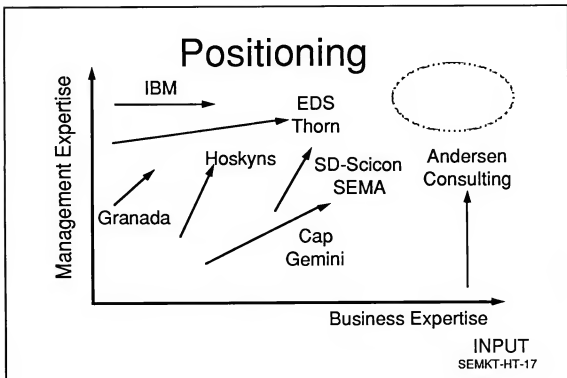 Positioning
Management Expertise
IBM
EDS
Thorn
Hoskyns
SD-Scicon
SEMA
Andersen
Consulting
Granada
Cap
Gemini
Business Expertise
INPUT
SEMKT-HT-17